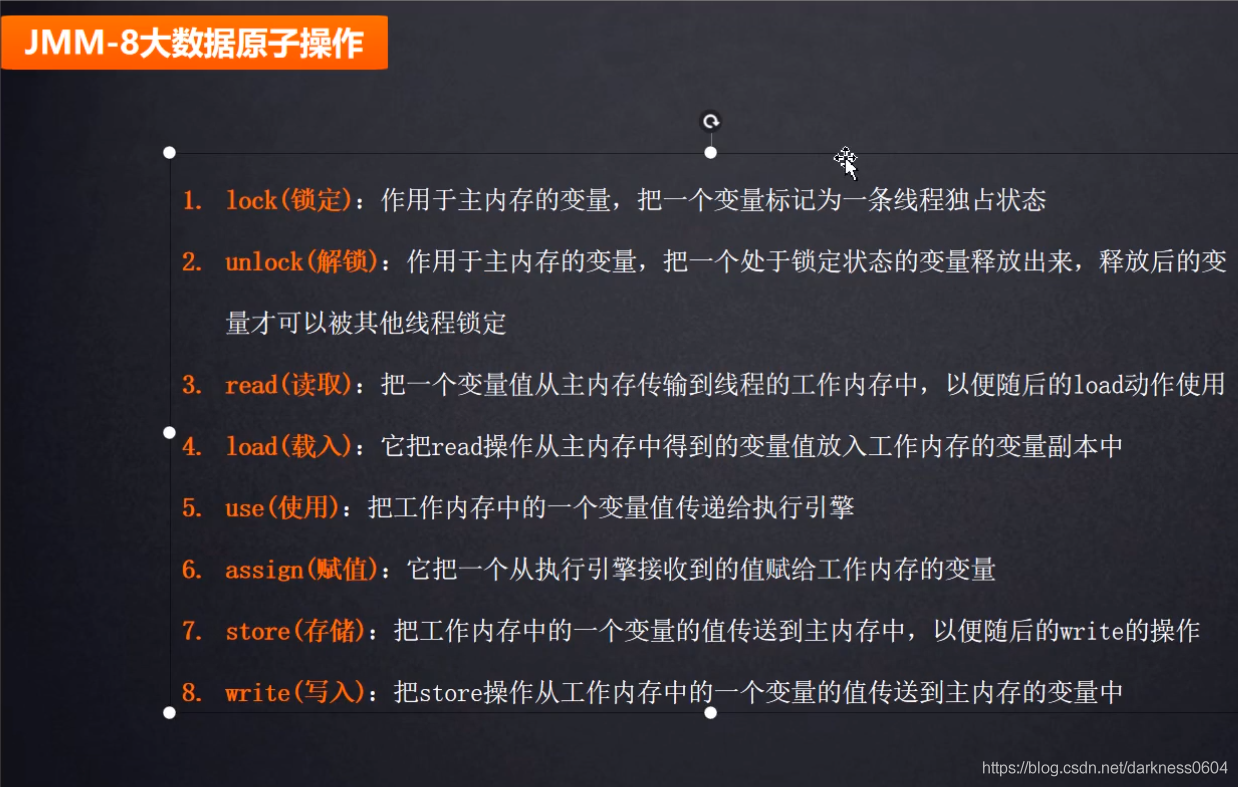 JMM-8大数据原子操作
1. lock(锁定)：作用于主内存的变量，把一个变量标记为一条线程独占状态
2. unlock(解锁)：作用于主内存的变量，把一个处于锁定状态的变量释放出来，释放后的变
量才可以被其他线程锁定
3. read(读取)：把一个变量值从主内存传输到线程的工作内存中，以便随后的load动作使用
4. load(载入)：它把read操作从主内存中得到的变量值放入工作内存的变量副本中
5. use(使用)：把工作内存中的一个变量值传递给执行引擎
6. assign(赋值)：它把一个从执行引擎接收到的值赋给工作内存的变量
7. store(存储)：把工作内存中的一个变量的值传送到主内存中，以便随后的write的操作
8. write(写入)：把store操作从工作内存中的一个变量的值传送到主内存的变量中
https://blog.csdn.net/darkness0604